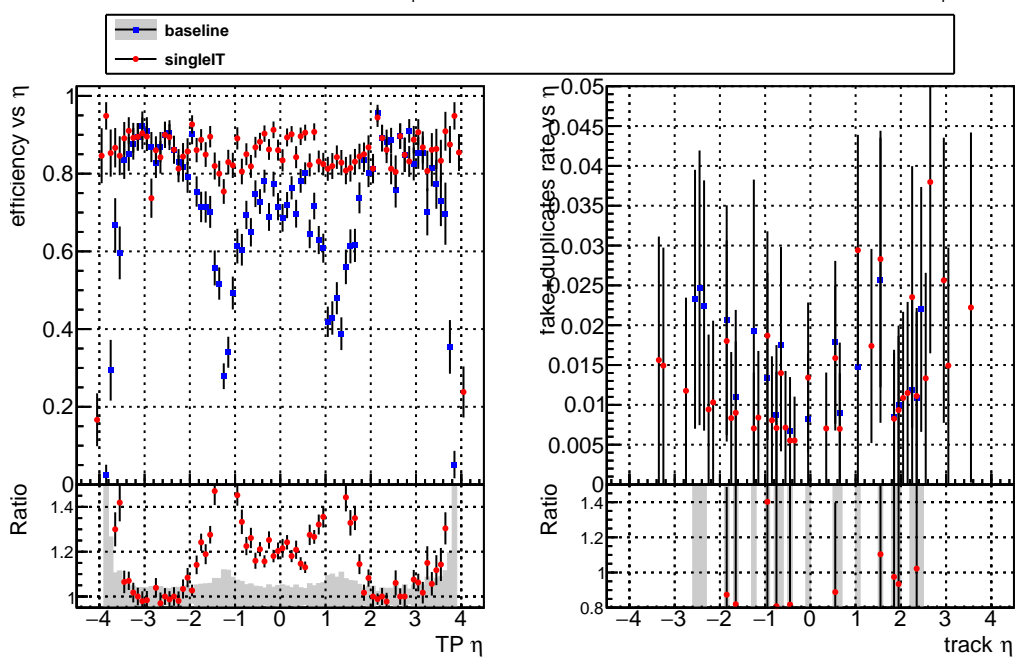 baseline
singleIT
efficiency vs η
1
0.8
0.6
0.4
0.2
0
Ratio
1.4
1.2
1
−4 −3 −2 −1 0 1 2 3 4
TP η
fake+duplicates rate vs η
0.05
0.045
0.04
0.035
0.03
0.025
0.02
0.015
0.01
0.005
0
Ratio
1.4
1.2
1
0.8
−4 −3 −2 −1 0 1 2 3 4
track η